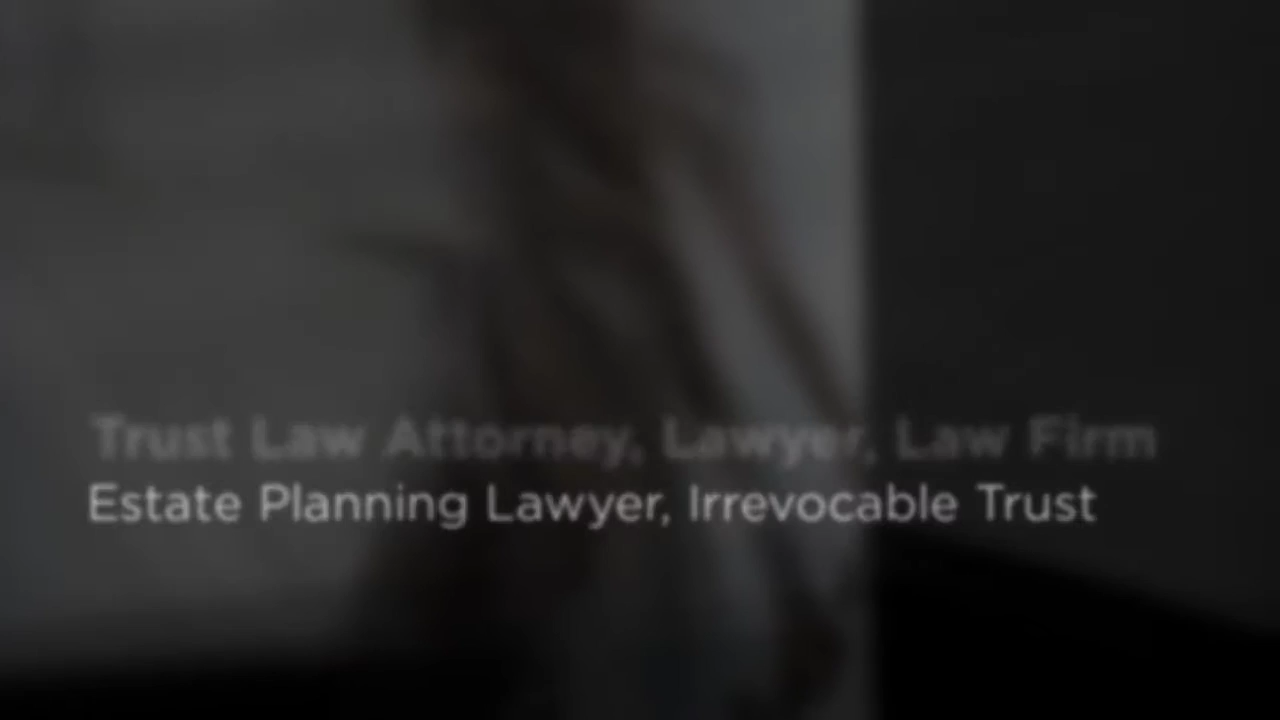 Trust Law Attorney, Lawyer, Law Firm
Estate Planning Lawyer, Irrevocable Trust